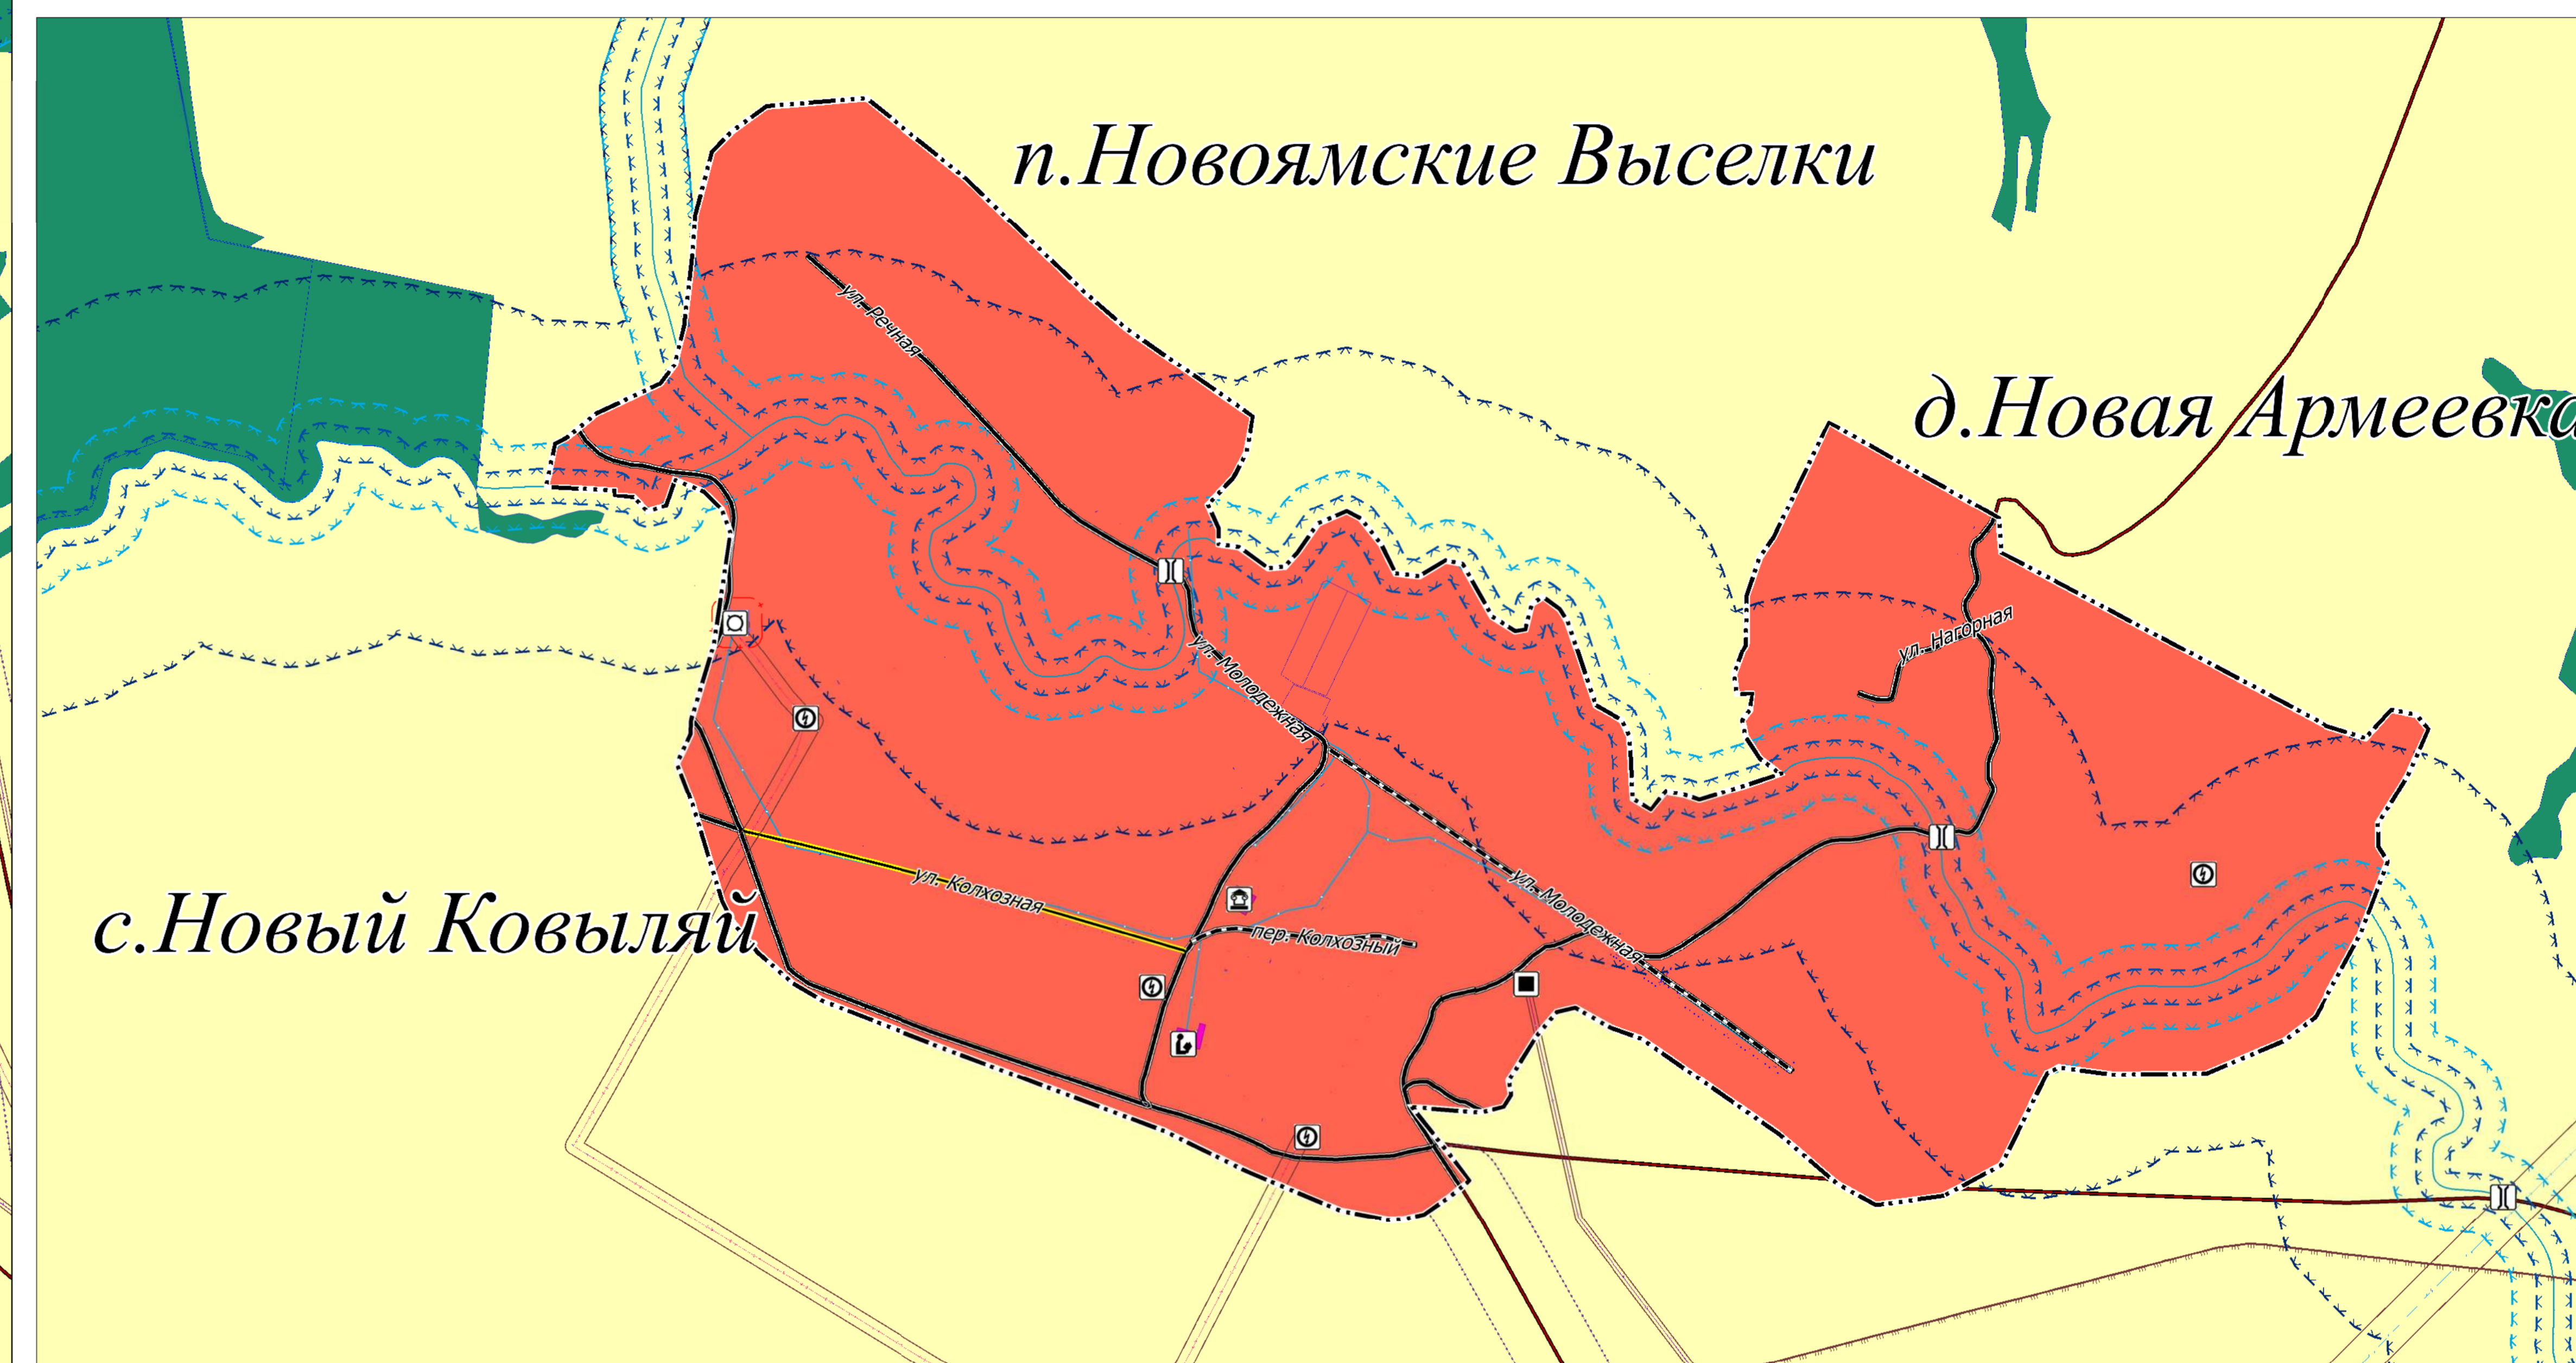 п.Новоямские Выселки
ул. Речная
д.Новая Армеевка
ул. Нагорная
ул. Молодежная
ул. Колхозная
ул. Молодежная
с.Новый Ковыляй
пер. Колхозный